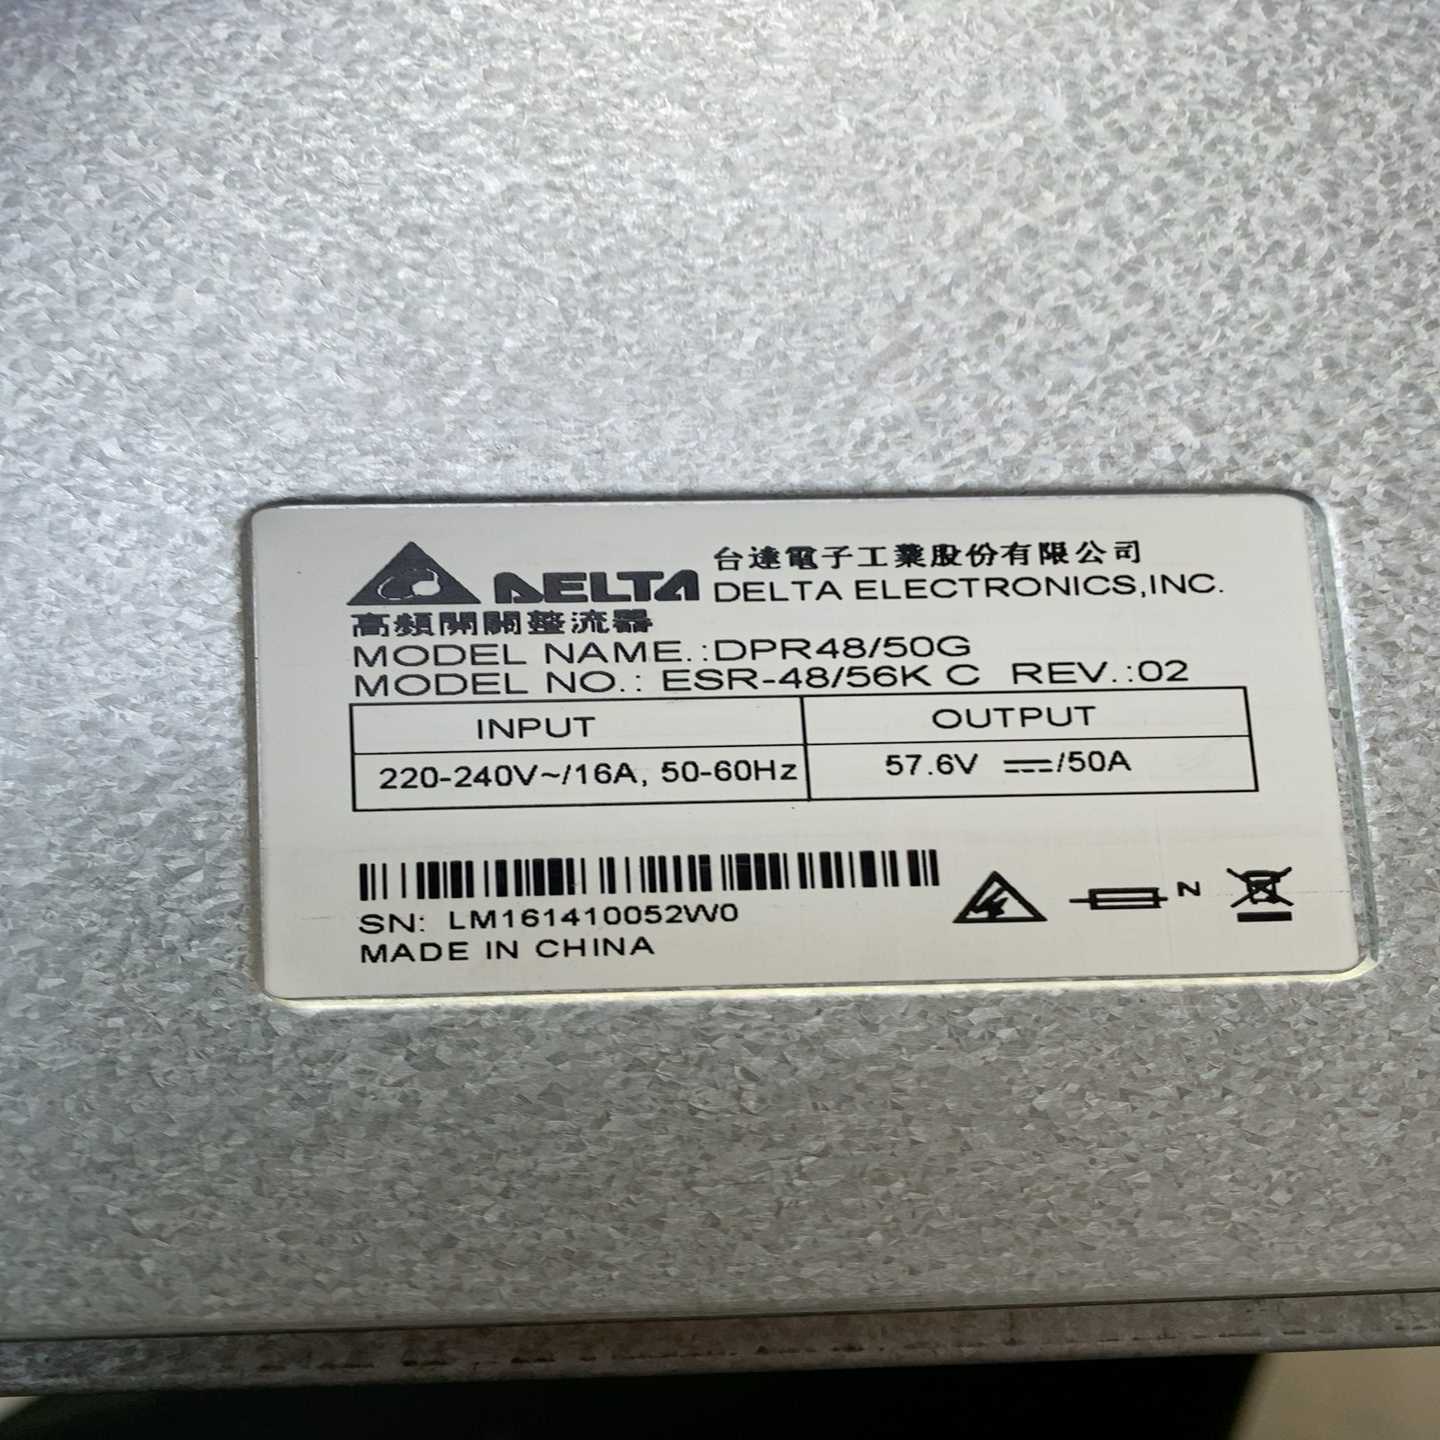 DELTA 台達電子工業股份有限公司
DELTA ELECTRONICS,INC.
高頻開關整流器
MODEL NAME.:DPR48/50G
MODEL NO.: ESR-48/56K C REV.:02
INPUT OUTPUT
220-240V~/16A, 50-60Hz 57.6V ⎓/50A
SN: LM161410052W0
MADE IN CHINA
N